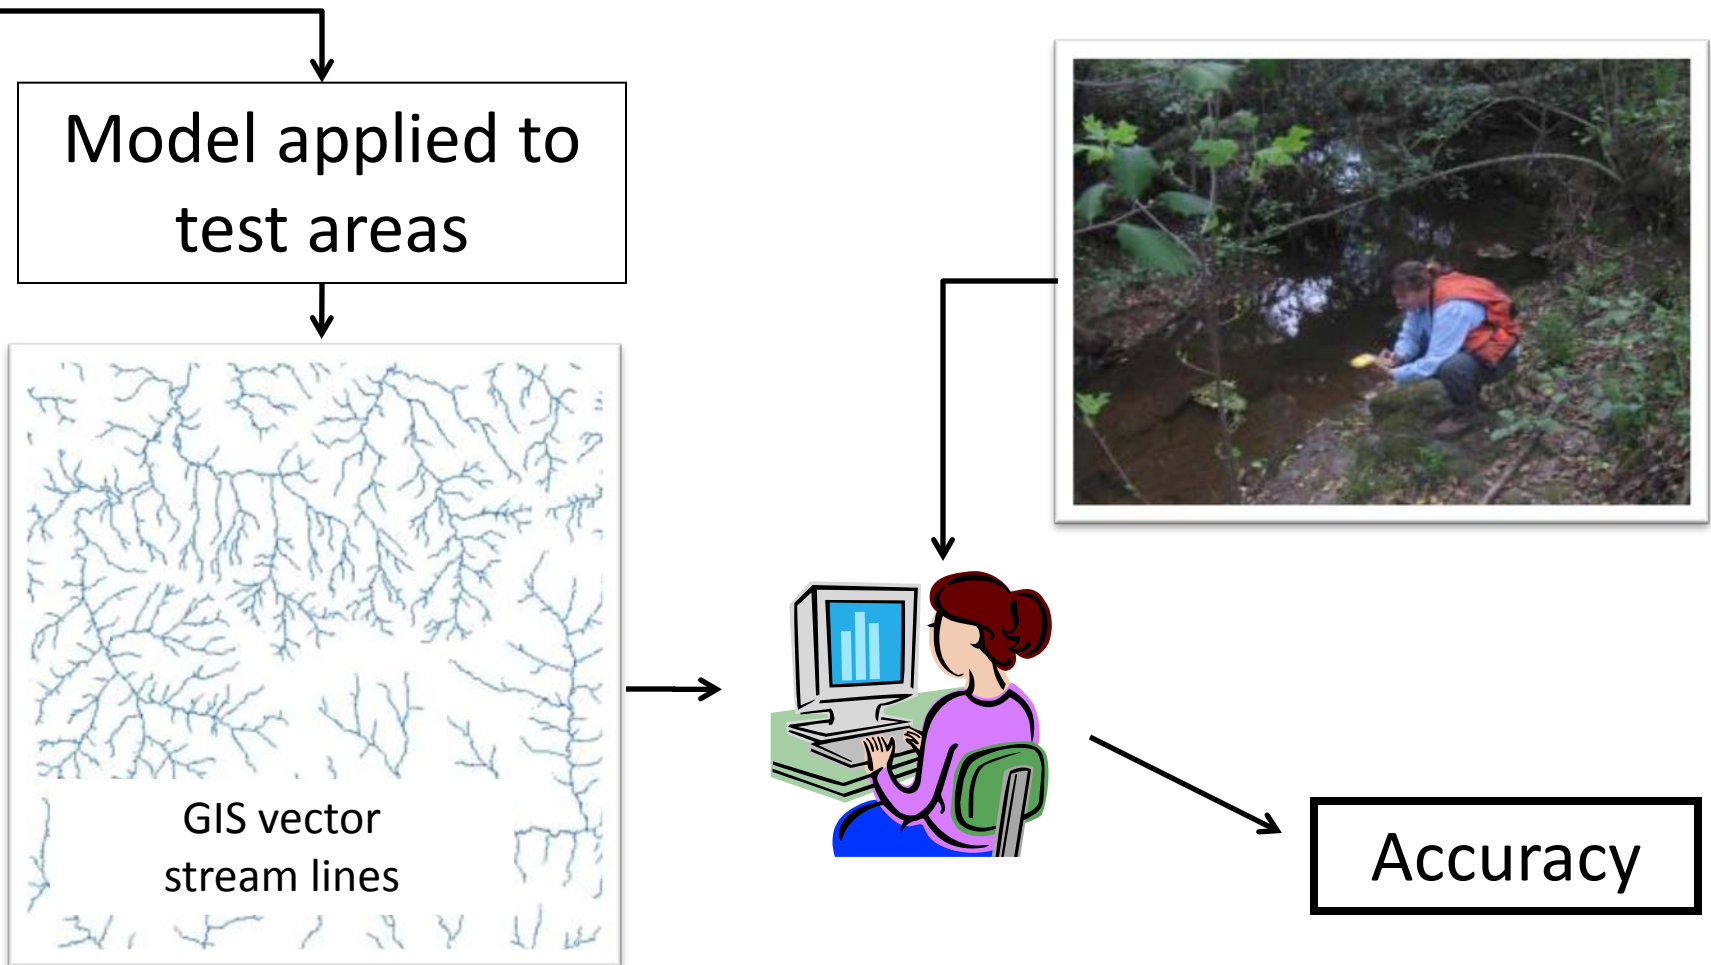 Model applied to
test areas
GIS vector
stream lines
Accuracy